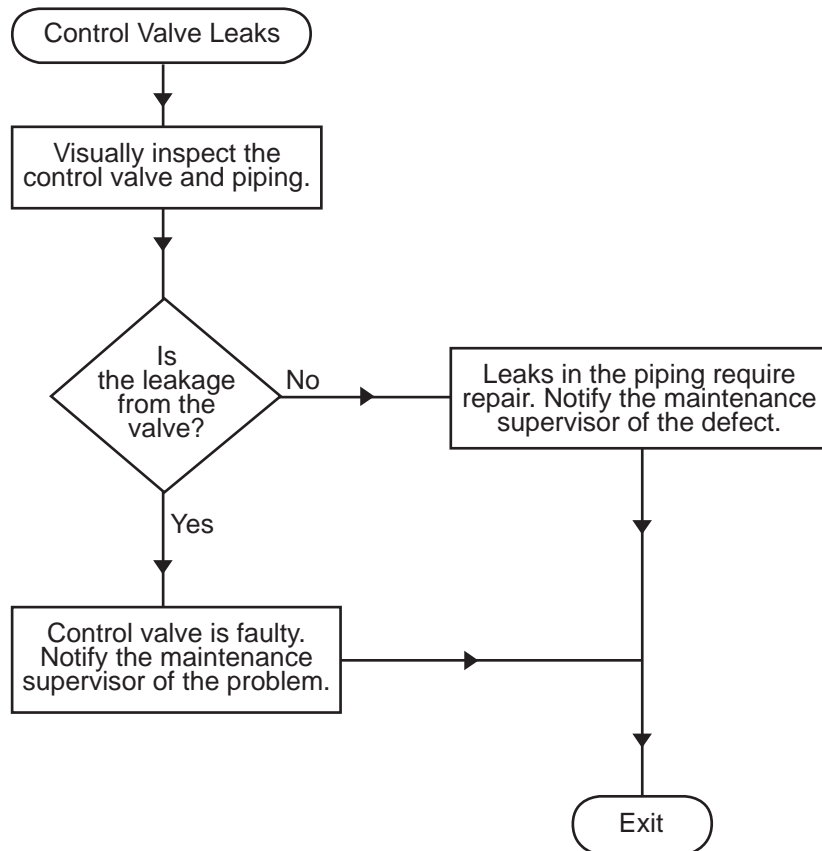 Control Valve Leaks
Visually inspect the
control valve and piping.
Is
the leakage
from the
valve?
No
Leaks in the piping require
repair. Notify the maintenance
supervisor of the defect.
Yes
Control valve is faulty.
Notify the maintenance
supervisor of the problem.
Exit